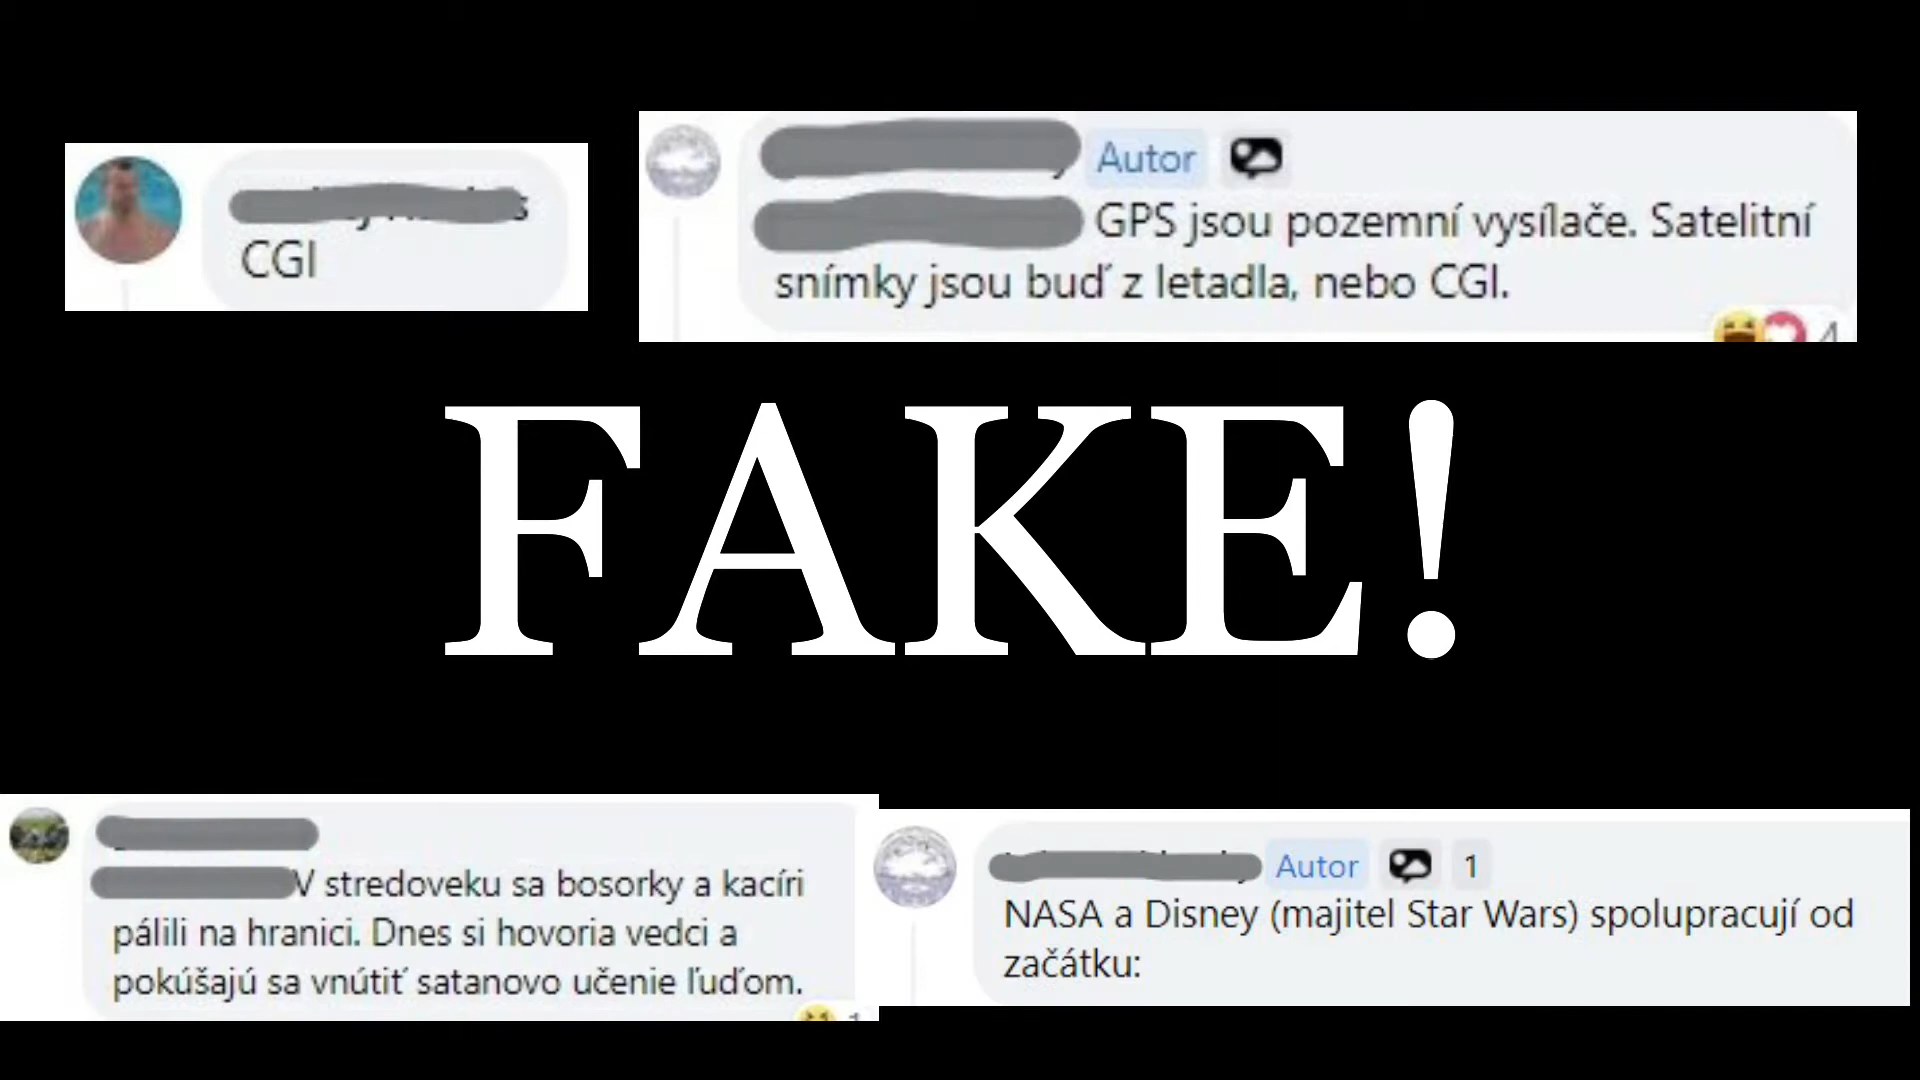 CGI
Autor
GPS jsou pozemní vysílače. Satelitní
snímky jsou buď z letadla, nebo CGI.
4
FAKE!
V stredoveku sa bosorky a kacíri
pálili na hranici. Dnes si hovoria vedci a
pokúšajú sa vnútiť satanovo učenie ľuďom.
1
Autor 1
NASA a Disney (majitel Star Wars) spolupracují od
začátku: